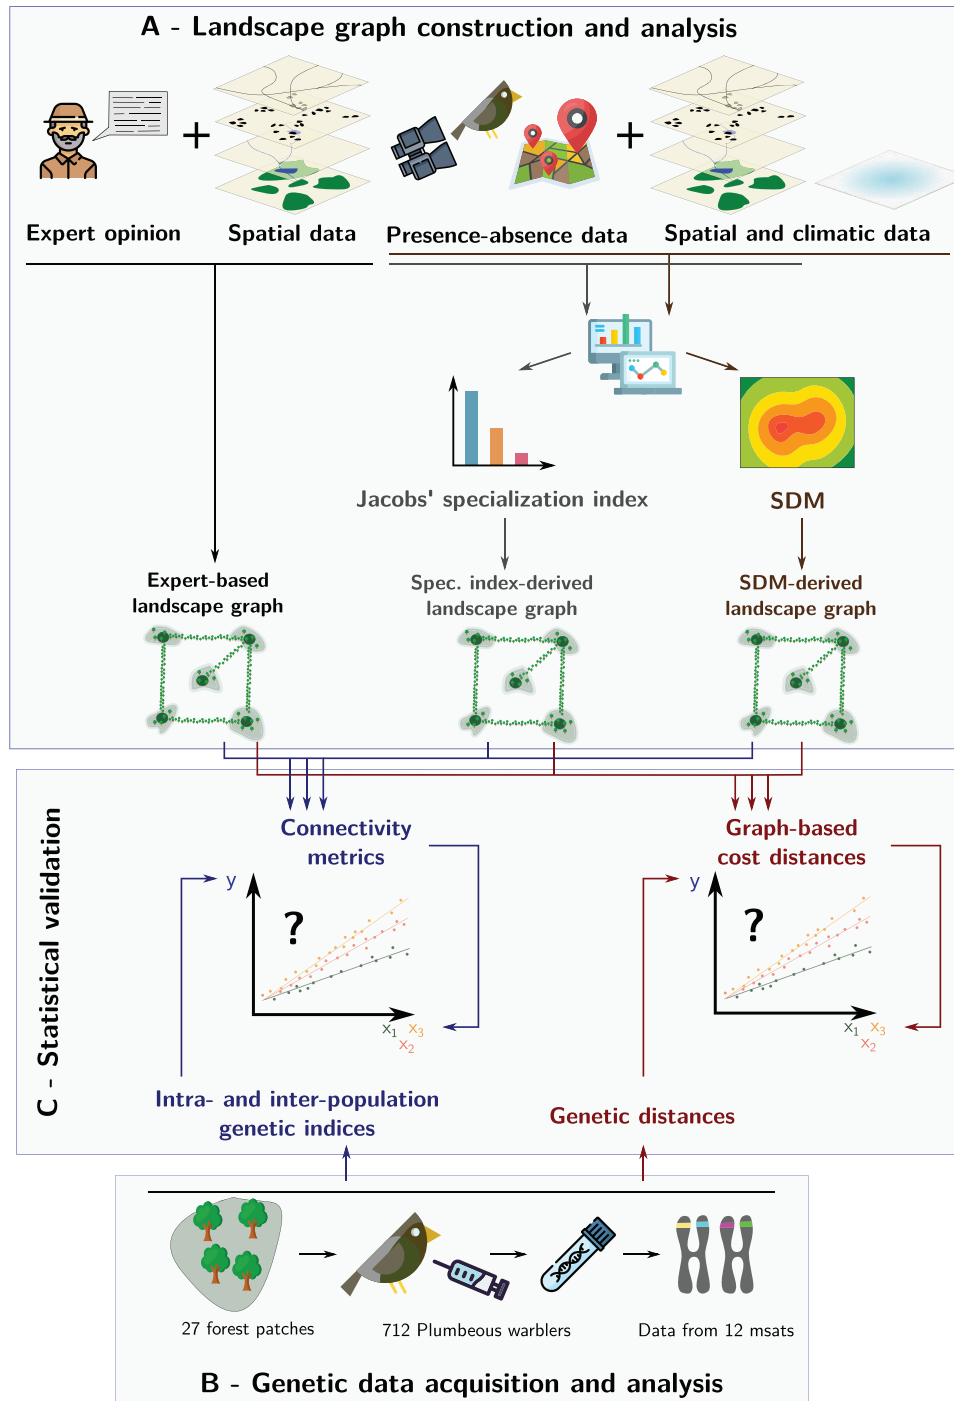 A - Landscape graph construction and analysis
Expert opinion
Spatial data
Presence-absence data
Spatial and climatic data
Jacobs' specialization index
SDM
Expert-based
landscape graph
Spec. index-derived
landscape graph
SDM-derived
landscape graph
C - Statistical validation
Connectivity
metrics
Graph-based
cost distances
y
?
x1
x3
x2
y
?
x1
x3
x2
Intra- and inter-population
genetic indices
Genetic distances
27 forest patches
712 Plumbeous warblers
Data from 12 msats
B - Genetic data acquisition and analysis